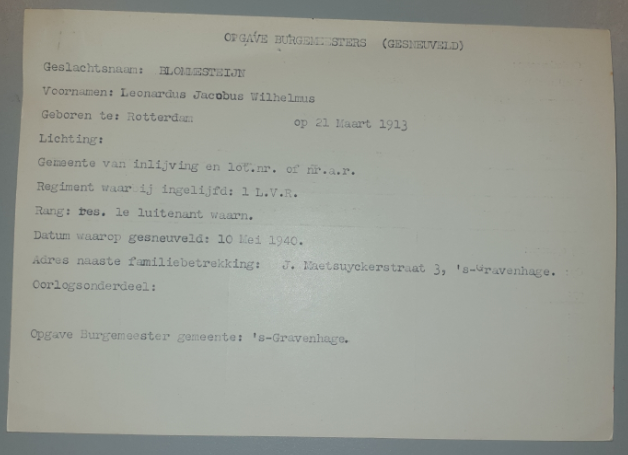 OPGAVE BURGEMEESTERS (GESNEUVELD)
Geslachtsnaam: BLOMMESTEIJN
Voornamen: Leonardus Jacobus Wilhelmus
Geboren te: Rotterdam op 21 Maart 1913
Lichting:
Gemeente van inlijving en lot.nr. of nr.a.r.
Regiment waarbij ingelijfd: 1 L.V.R.
Rang: res. 1e luitenant waarn.
Datum waarop gesneuveld: 10 Mei 1940.
Adres naaste familiebetrekking: J. Maetsuyckerstraat 3, 's-Gravenhage.
Oorlogsonderdeel:
Opgave Burgemeester gemeente: 's-Gravenhage.